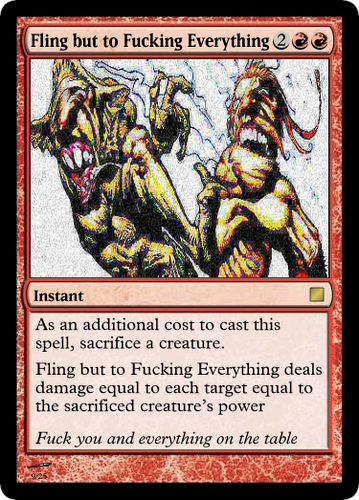 Fling but to Fucking Everything 2
Instant
As an additional cost to cast this
spell, sacrifice a creature.
Fling but to Fucking Everything deals
damage equal to each target equal to
the sacrificed creature's power
Fuck you and everything on the table